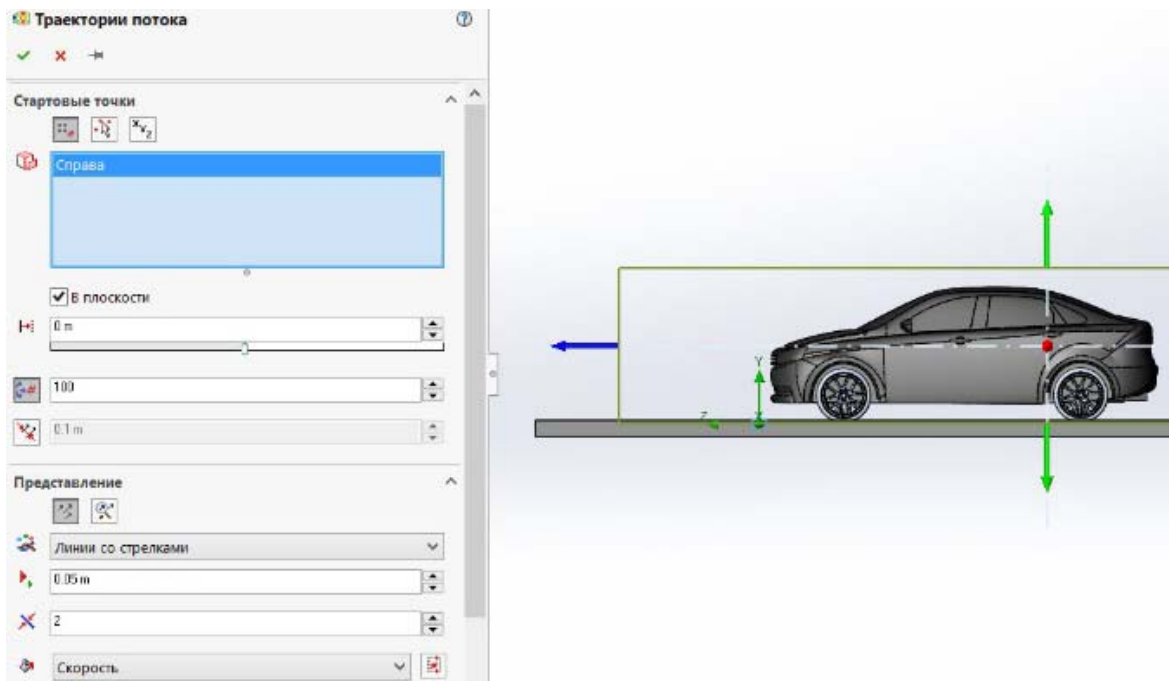 Траектории потока
Стартовые точки
X Y Z
Справа
В плоскости
0 m
100
0.1 m
Представление
Линии со стрелками
0.05 m
2
Скорость
Y
Z
X